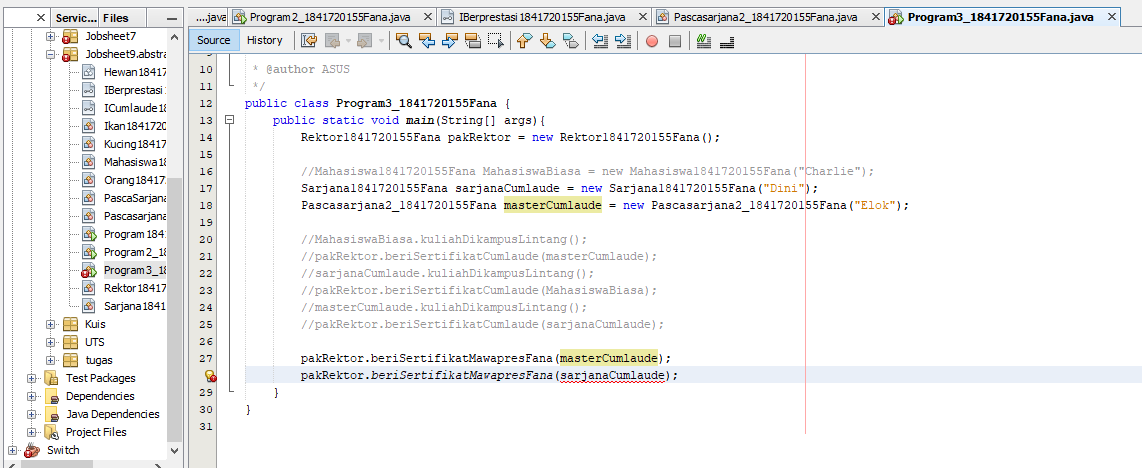 Servic... Files
....java Program2_1841720155Fana.java IBerprestasi1841720155Fana.java Pascasarjana2_1841720155Fana.java Program3_1841720155Fana.java
Source History
Jobsheet7
Jobsheet9.abstra
Hewan1841
IBerprestasi
ICumlaude18
Ikan1841720
Kucing18417
Mahasiswa18
Orang18417
PascaSarjan
Pascasarjana
Program1841
Program2_18
Program3_18
Rektor18417
Sarjana1841
Kuis
UTS
tugas
Test Packages
Dependencies
Java Dependencies
Project Files
Switch
10 * @author ASUS
11 */
12 public class Program3_1841720155Fana {
13 public static void main(String[] args){
14 Rektor1841720155Fana pakRektor = new Rektor1841720155Fana();
15
16 //Mahasiswa1841720155Fana MahasiswaBiasa = new Mahasiswa1841720155Fana("Charlie");
17 Sarjana1841720155Fana sarjanaCumlaude = new Sarjana1841720155Fana("Dini");
18 Pascasarjana2_1841720155Fana masterCumlaude = new Pascasarjana2_1841720155Fana("Elok");
19
20 //MahasiswaBiasa.kuliahDikampusLintang();
21 //pakRektor.beriSertifikatCumlaude(masterCumlaude);
22 //sarjanaCumlaude.kuliahDikampusLintang();
23 //pakRektor.beriSertifikatCumlaude(MahasiswaBiasa);
24 //masterCumlaude.kuliahDikampusLintang();
25 //pakRektor.beriSertifikatCumlaude(sarjanaCumlaude);
26
27 pakRektor.beriSertifikatMawapresFana(masterCumlaude);
pakRektor.beriSertifikatMawapresFana(sarjanaCumlaude);
29 }
30 }
31